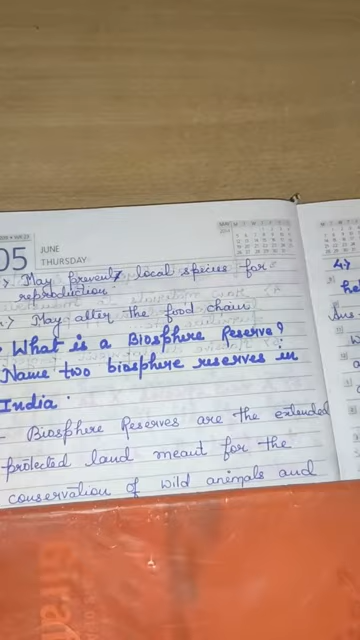 05
JUNE
THURSDAY
May prevent local species for
reproduction.
May alter the food chain
What is a Biosphere Reserve?
Name two biosphere reserves in
India.
- Biosphere Reserves are the extended
protected land meant for the
conservation of wild animals and
4)
he
Ans -